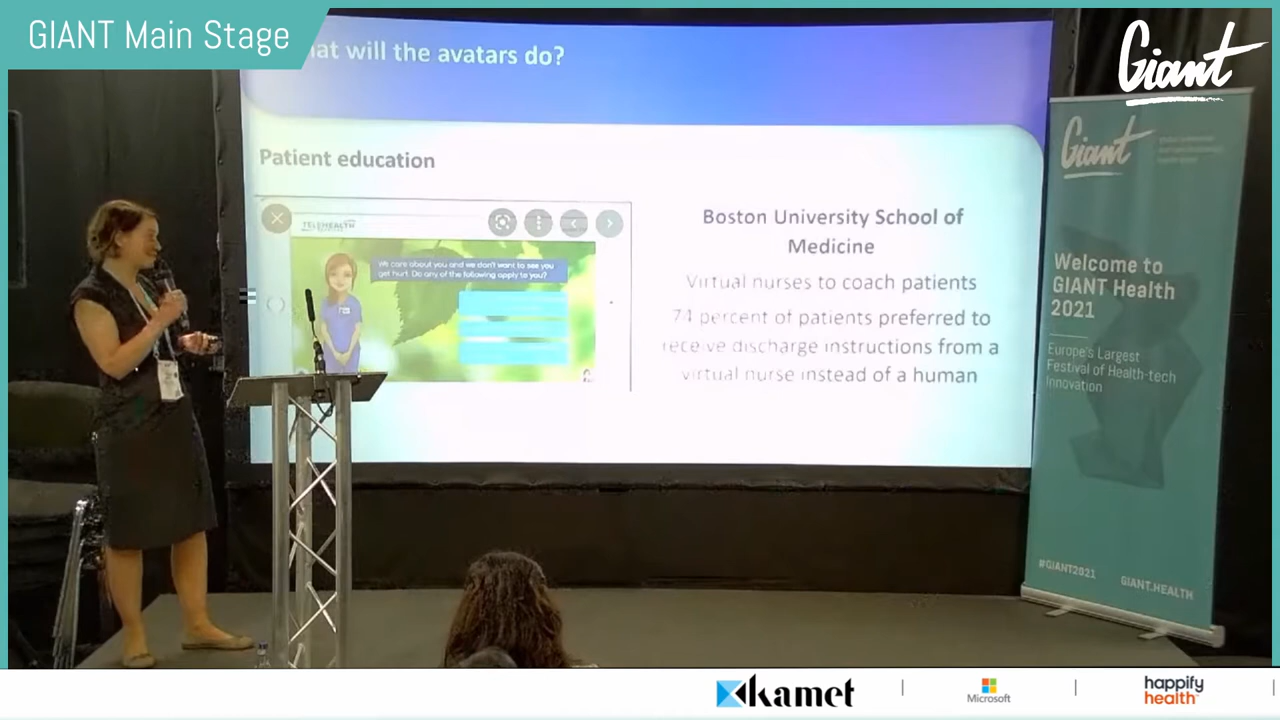 GIANT Main Stage
Giant
at will the avatars do?
Patient education
TELEHEALTH
We care about you and we don't want to see you
get hurt. Do any of the following apply to you?
Boston University School of
Medicine
Virtual nurses to coach patients
74 percent of patients preferred to
receive discharge instructions from a
virtual nurse instead of a human
Giant
Welcome to
GIANT Health
2021
Europe's Largest
Festival of Health-tech
Innovation
#GIANT2021
GIANT.HEALTH
kamet
Microsoft
happify
health